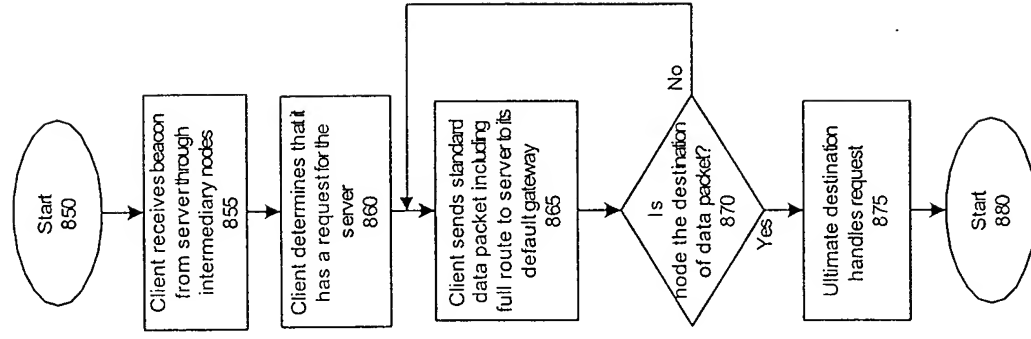 Start
850
Client receives beacon
from server through
intermediary nodes
855
Client determines that it
has a request for the
server
860
Client sends standard
data packet including
full route to server to its
default gateway
865
Is
node the destination
of data packet?
870
No
Yes
Ultimate destination
handles request
875
Start
880